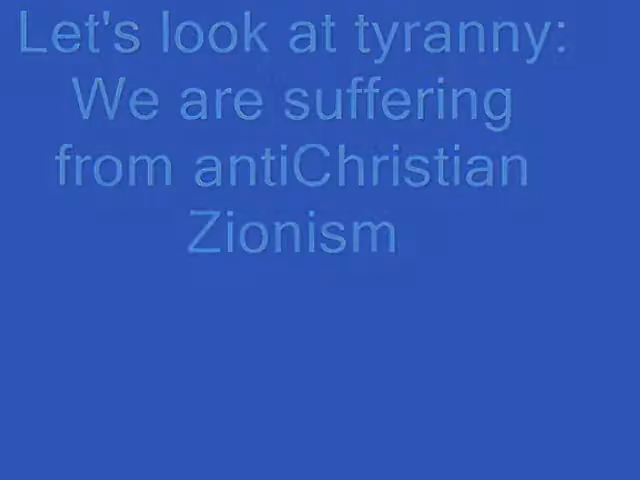 Let's look at tyranny:
We are suffering
from antiChristian
Zionism